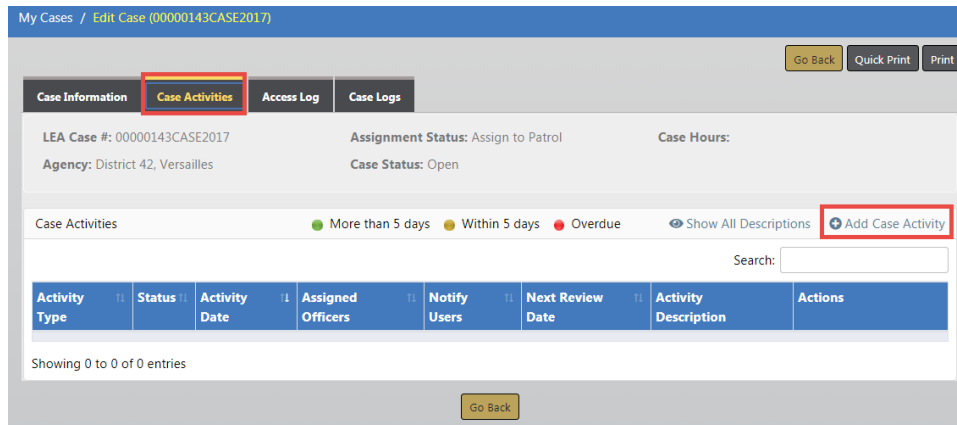 My Cases / Edit Case (00000143CASE2017)
Go Back Quick Print Print
Case Information Case Activities Access Log Case Logs
LEA Case #: 00000143CASE2017 Assignment Status: Assign to Patrol Case Hours:
Agency: District 42, Versailles Case Status: Open
Case Activities More than 5 days Within 5 days Overdue Show All Descriptions Add Case Activity
Search:
Activity Type Status Activity Date Assigned Officers Notify Users Next Review Date Activity Description Actions
Showing 0 to 0 of 0 entries
Go Back